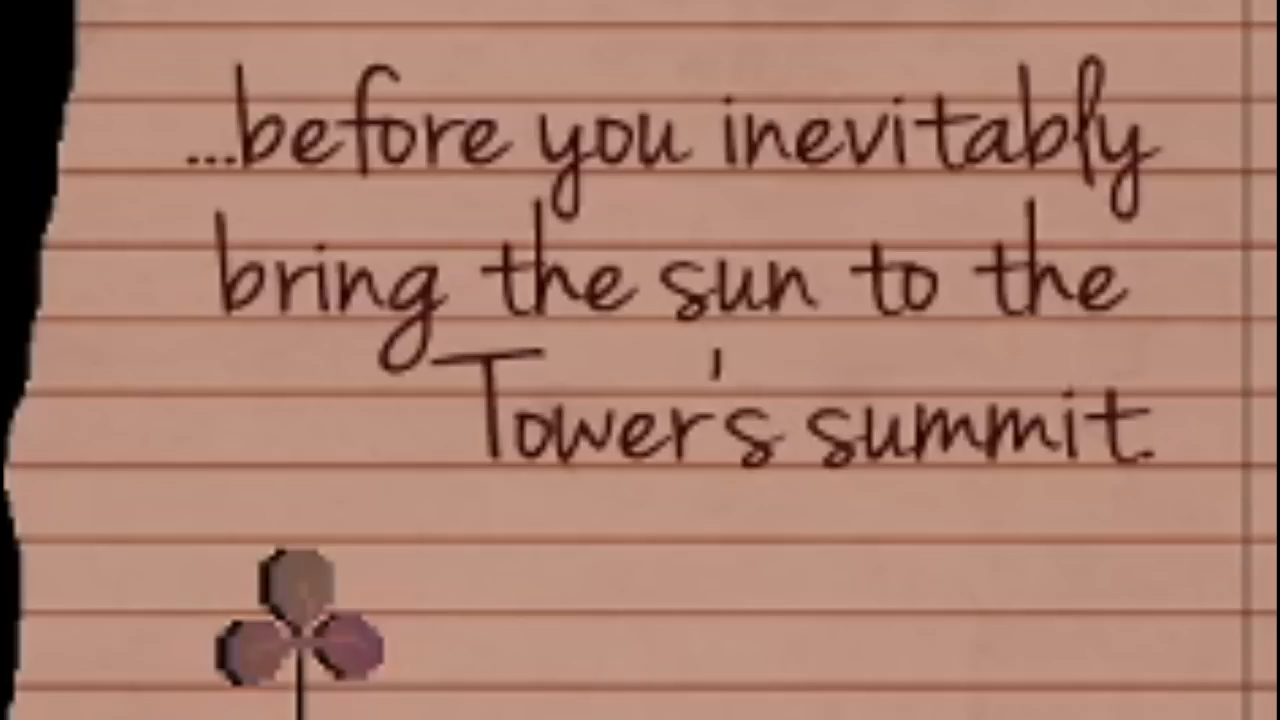 ...before you inevitably
bring the sun to the
Tower's summit.